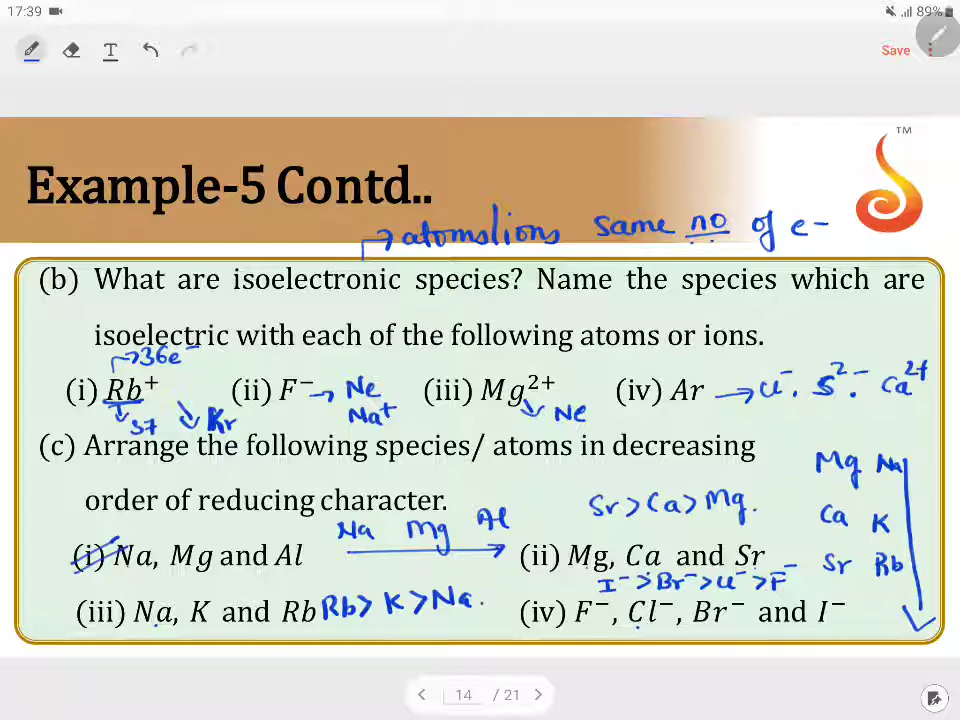 17:39 89%
T Save
TM
Example-5 Contd..
→ atoms/ions same no of e-
(b) What are isoelectronic species? Name the species which are
isoelectric with each of the following atoms or ions.
→36e⁻
(i) Rb⁺ (ii) F⁻ → Ne (iii) Mg²⁺ (iv) Ar → Cl⁻. S²⁻. Ca²⁺
↓ 37 ↘ Kr Na⁺ ↘ Ne
(c) Arrange the following species/ atoms in decreasing
Mg Na
order of reducing character. Sr > Ca > Mg.
Na Mg Al Ca K
(i) Na, Mg and Al (ii) Mg, Ca and Sr Sr Rb
I⁻ > Br⁻ > Cl⁻ > F⁻
(iii) Na, K and Rb Rb > K > Na. (iv) F⁻, Cl⁻, Br⁻ and I⁻
< 14 / 21 >